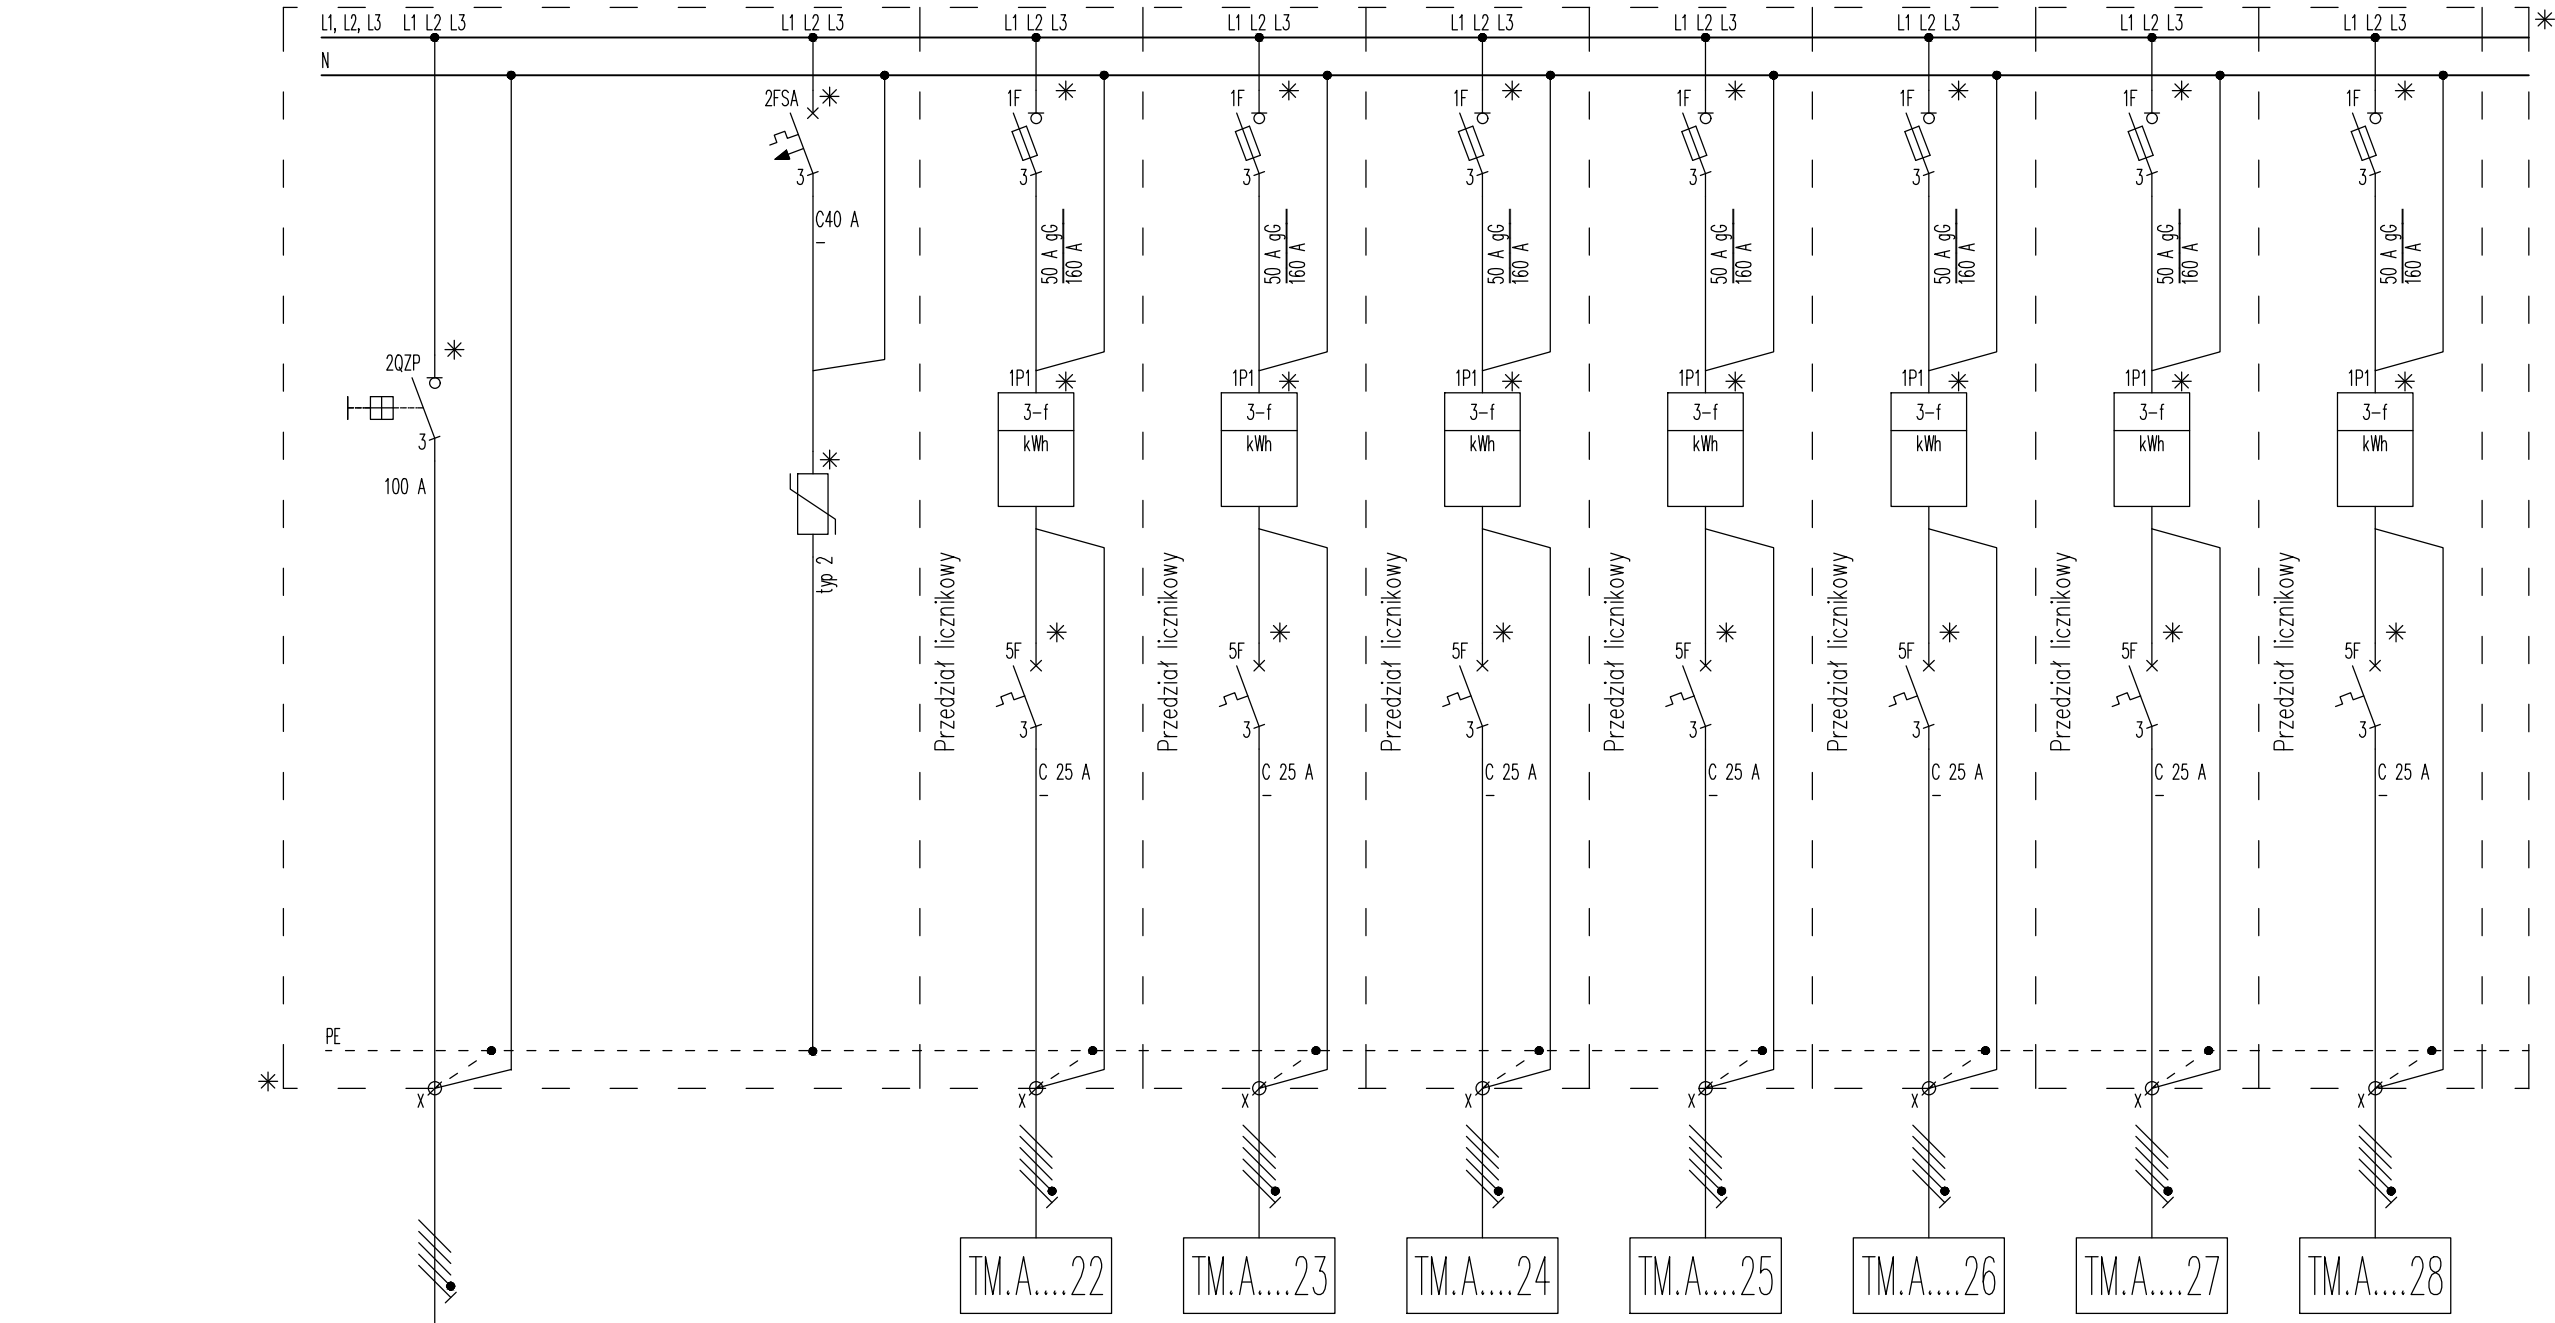 L1, L2, L3 L1 L2 L3 L1 L2 L3 L1 L2 L3 L1 L2 L3 L1 L2 L3 L1 L2 L3 L1 L2 L3 L1 L2 L3 L1 L2 L3
N
2FSA 1F 1F 1F 1F 1F 1F 1F
3 3 3 3 3 3 3 3
C40 A
–
50 A gG
160 A
50 A gG
160 A
50 A gG
160 A
50 A gG
160 A
50 A gG
160 A
50 A gG
160 A
50 A gG
160 A
2QZP
3
100 A
1P1 1P1 1P1 1P1 1P1 1P1 1P1
3-f 3-f 3-f 3-f 3-f 3-f 3-f
kWh kWh kWh kWh kWh kWh kWh
typ 2
Przedział licznikowy
Przedział licznikowy
Przedział licznikowy
Przedział licznikowy
Przedział licznikowy
Przedział licznikowy
Przedział licznikowy
5F 5F 5F 5F 5F 5F 5F
3 3 3 3 3 3 3
C 25 A C 25 A C 25 A C 25 A C 25 A C 25 A C 25 A
– – – – – – –
PE
X X X X X X X X
TM.A....22 TM.A....23 TM.A....24 TM.A....25 TM.A....26 TM.A....27 TM.A....28